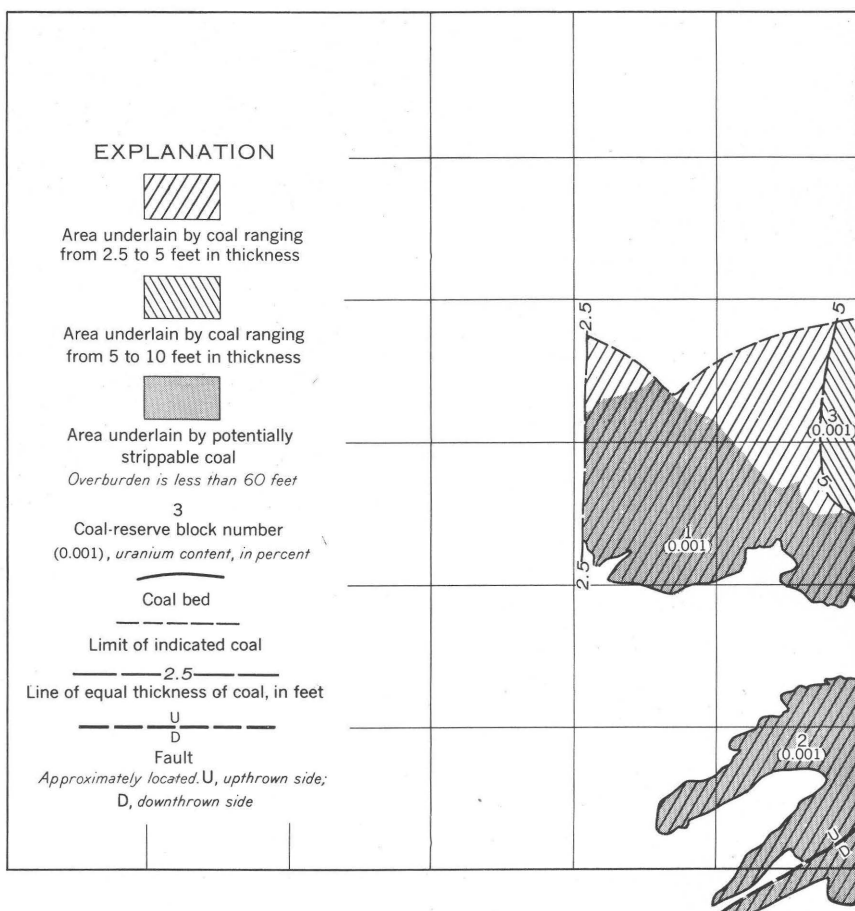 EXPLANATION
Area underlain by coal ranging
from 2.5 to 5 feet in thickness
Area underlain by coal ranging
from 5 to 10 feet in thickness
Area underlain by potentially
strippable coal
Overburden is less than 60 feet
3
Coal-reserve block number
(0.001), uranium content, in percent
Coal bed
Limit of indicated coal
2.5
Line of equal thickness of coal, in feet
U
D
Fault
Approximately located. U, upthrown side;
D, downthrown side
2.5
5
3
(0.001)
5
1
(0.001)
2.5
2
(0.001)
U
D